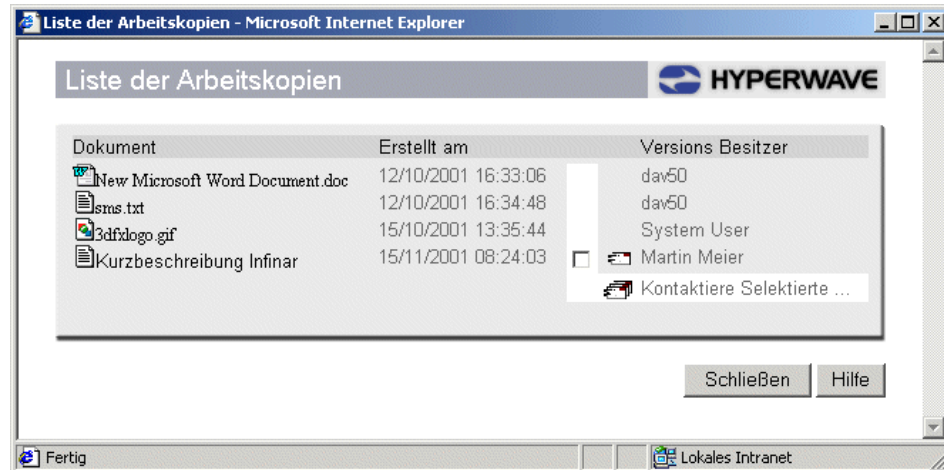 Liste der Arbeitskopien - Microsoft Internet Explorer
Liste der Arbeitskopien HYPERWAVE
Dokument Erstellt am Versions Besitzer
New Microsoft Word Document.doc 12/10/2001 16:33:06 dav50
sms.txt 12/10/2001 16:34:48 dav50
3dfxlogo.gif 15/10/2001 13:35:44 System User
Kurzbeschreibung Infinar 15/11/2001 08:24:03 Martin Meier
Kontaktiere Selektierte ...
Schließen Hilfe
Fertig Lokales Intranet